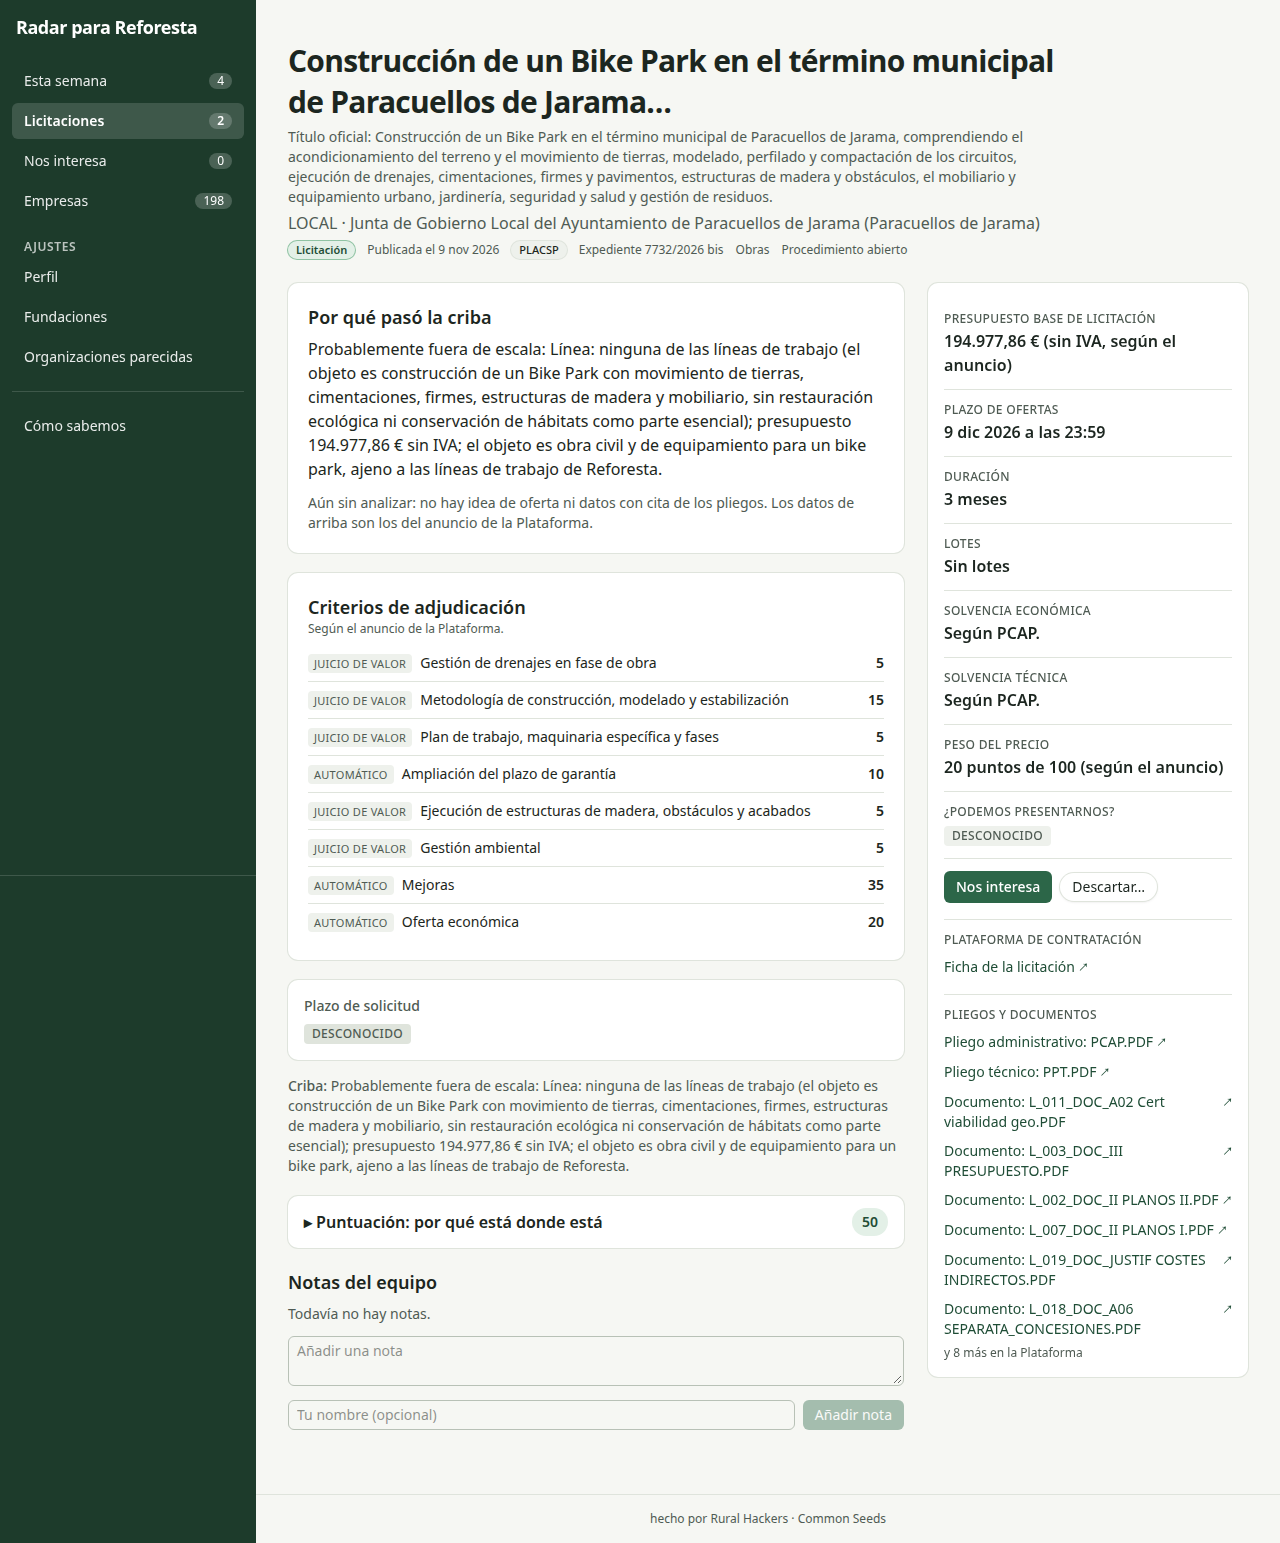 Radar para Reforesta
Esta semana 4
Licitaciones 2
Nos interesa 0
Empresas 198
AJUSTES
Perfil
Fundaciones
Organizaciones parecidas
Cómo sabemos
Construcción de un Bike Park en el término municipal
de Paracuellos de Jarama…
Título oficial: Construcción de un Bike Park en el término municipal de Paracuellos de Jarama, comprendiendo el
acondicionamiento del terreno y el movimiento de tierras, modelado, perfilado y compactación de los circuitos,
ejecución de drenajes, cimentaciones, firmes y pavimentos, estructuras de madera y obstáculos, el mobiliario y
equipamiento urbano, jardinería, seguridad y salud y gestión de residuos.
LOCAL · Junta de Gobierno Local del Ayuntamiento de Paracuellos de Jarama (Paracuellos de Jarama)
Licitación Publicada el 9 nov 2026 PLACSP Expediente 7732/2026 bis Obras Procedimiento abierto
Por qué pasó la criba
Probablemente fuera de escala: Línea: ninguna de las líneas de trabajo (el
objeto es construcción de un Bike Park con movimiento de tierras,
cimentaciones, firmes, estructuras de madera y mobiliario, sin restauración
ecológica ni conservación de hábitats como parte esencial); presupuesto
194.977,86 € sin IVA; el objeto es obra civil y de equipamiento para un bike
park, ajeno a las líneas de trabajo de Reforesta.
Aún sin analizar: no hay idea de oferta ni datos con cita de los pliegos. Los datos de
arriba son los del anuncio de la Plataforma.
Criterios de adjudicación
Según el anuncio de la Plataforma.
JUICIO DE VALOR Gestión de drenajes en fase de obra 5
JUICIO DE VALOR Metodología de construcción, modelado y estabilización 15
JUICIO DE VALOR Plan de trabajo, maquinaria específica y fases 5
AUTOMÁTICO Ampliación del plazo de garantía 10
JUICIO DE VALOR Ejecución de estructuras de madera, obstáculos y acabados 5
JUICIO DE VALOR Gestión ambiental 5
AUTOMÁTICO Mejoras 35
AUTOMÁTICO Oferta económica 20
Plazo de solicitud
DESCONOCIDO
Criba: Probablemente fuera de escala: Línea: ninguna de las líneas de trabajo (el objeto es
construcción de un Bike Park con movimiento de tierras, cimentaciones, firmes, estructuras
de madera y mobiliario, sin restauración ecológica ni conservación de hábitats como parte
esencial); presupuesto 194.977,86 € sin IVA; el objeto es obra civil y de equipamiento para un
bike park, ajeno a las líneas de trabajo de Reforesta.
▸ Puntuación: por qué está donde está 50
Notas del equipo
Todavía no hay notas.
Añadir una nota
Tu nombre (opcional) Añadir nota
PRESUPUESTO BASE DE LICITACIÓN
194.977,86 € (sin IVA, según el
anuncio)
PLAZO DE OFERTAS
9 dic 2026 a las 23:59
DURACIÓN
3 meses
LOTES
Sin lotes
SOLVENCIA ECONÓMICA
Según PCAP.
SOLVENCIA TÉCNICA
Según PCAP.
PESO DEL PRECIO
20 puntos de 100 (según el anuncio)
¿PODEMOS PRESENTARNOS?
DESCONOCIDO
Nos interesa Descartar…
PLATAFORMA DE CONTRATACIÓN
Ficha de la licitación ↗
PLIEGOS Y DOCUMENTOS
Pliego administrativo: PCAP.PDF ↗
Pliego técnico: PPT.PDF ↗
Documento: L_011_DOC_A02 Cert ↗
viabilidad geo.PDF
Documento: L_003_DOC_III ↗
PRESUPUESTO.PDF
Documento: L_002_DOC_II PLANOS II.PDF ↗
Documento: L_007_DOC_II PLANOS I.PDF ↗
Documento: L_019_DOC_JUSTIF COSTES ↗
INDIRECTOS.PDF
Documento: L_018_DOC_A06 ↗
SEPARATA_CONCESIONES.PDF
y 8 más en la Plataforma
hecho por Rural Hackers · Common Seeds